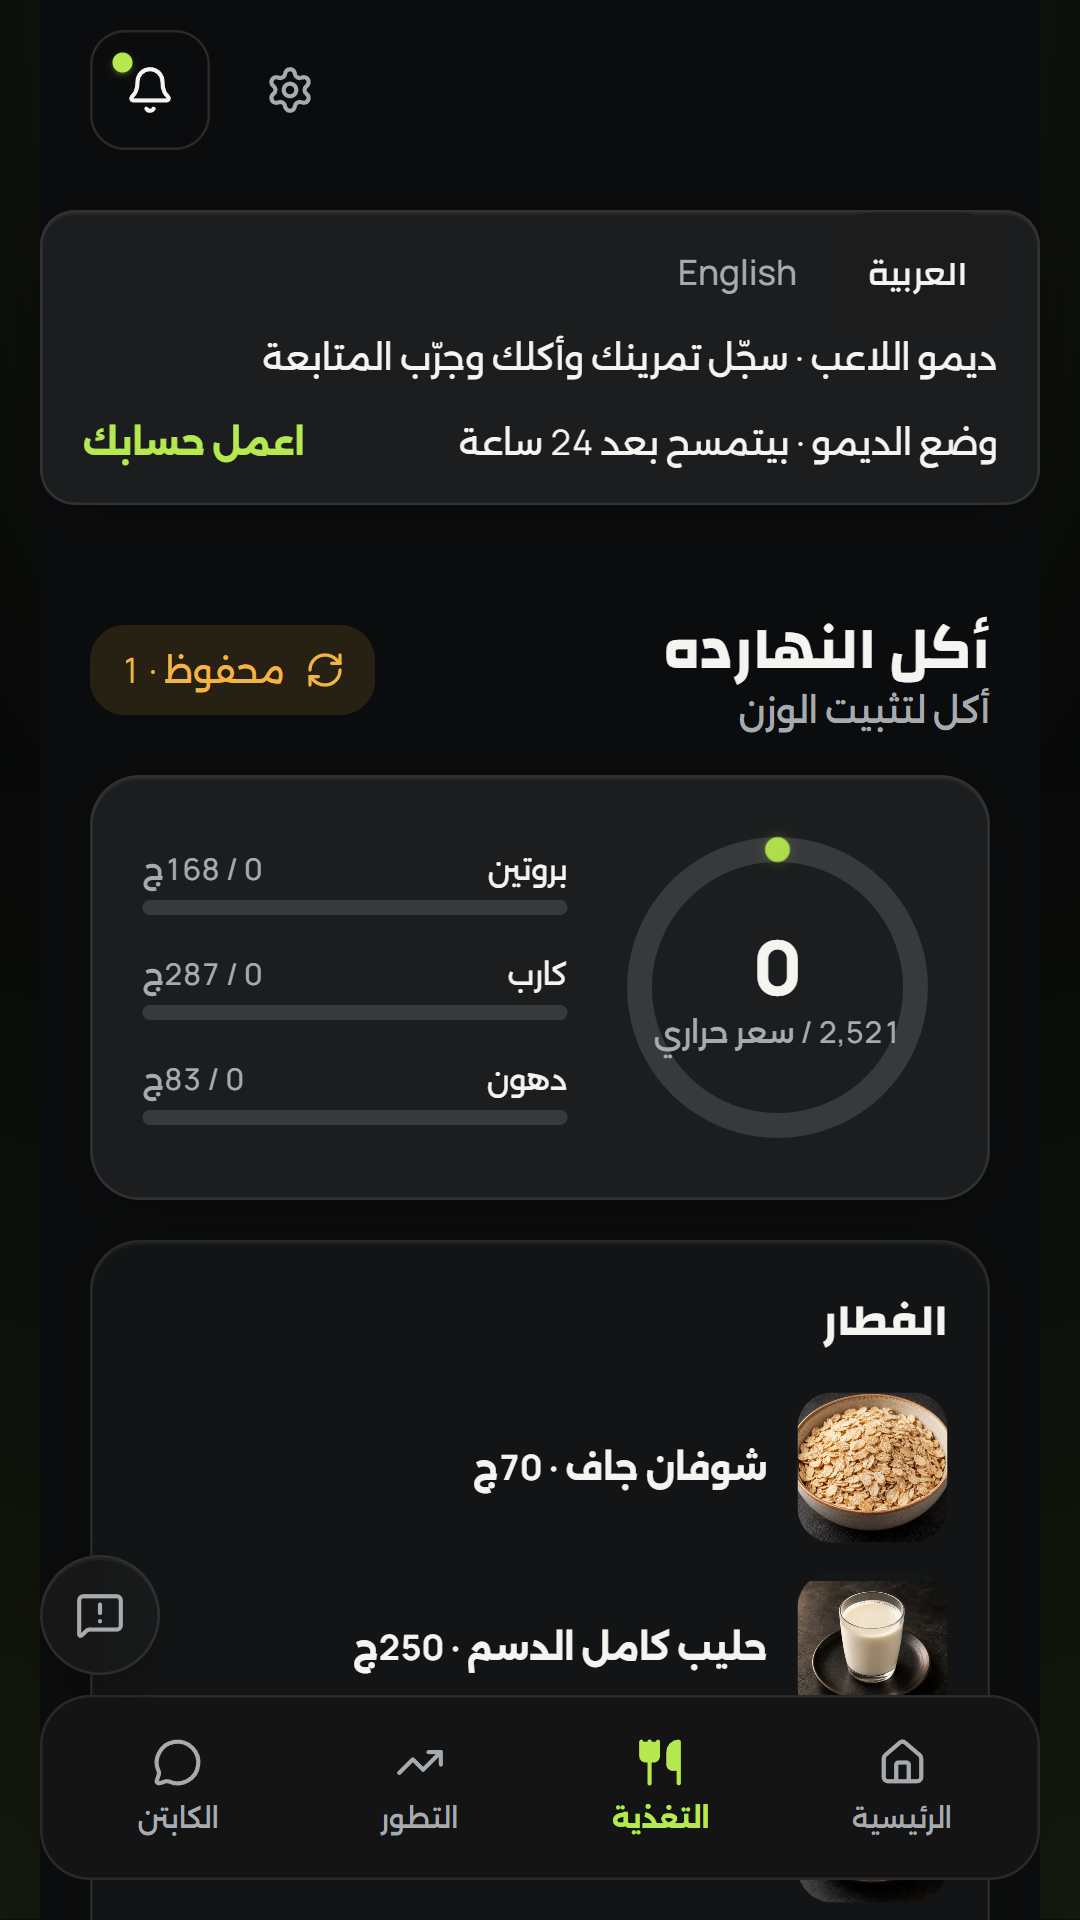 العربية
English
ديمو اللاعب · سجّل تمرينك وأكلك وجرّب المتابعة
وضع الديمو · بيتمسح بعد 24 ساعة
اعمل حسابك
أكل النهارده
أكل لتثبيت الوزن
محفوظ · 1
0
2,521 / سعر حراري
بروتين
0 / 168ج
كارب
0 / 287ج
دهون
0 / 83ج
الفطار
شوفان جاف · 70ج
حليب كامل الدسم · 250ج
الرئيسية
التغذية
التطور
الكابتن